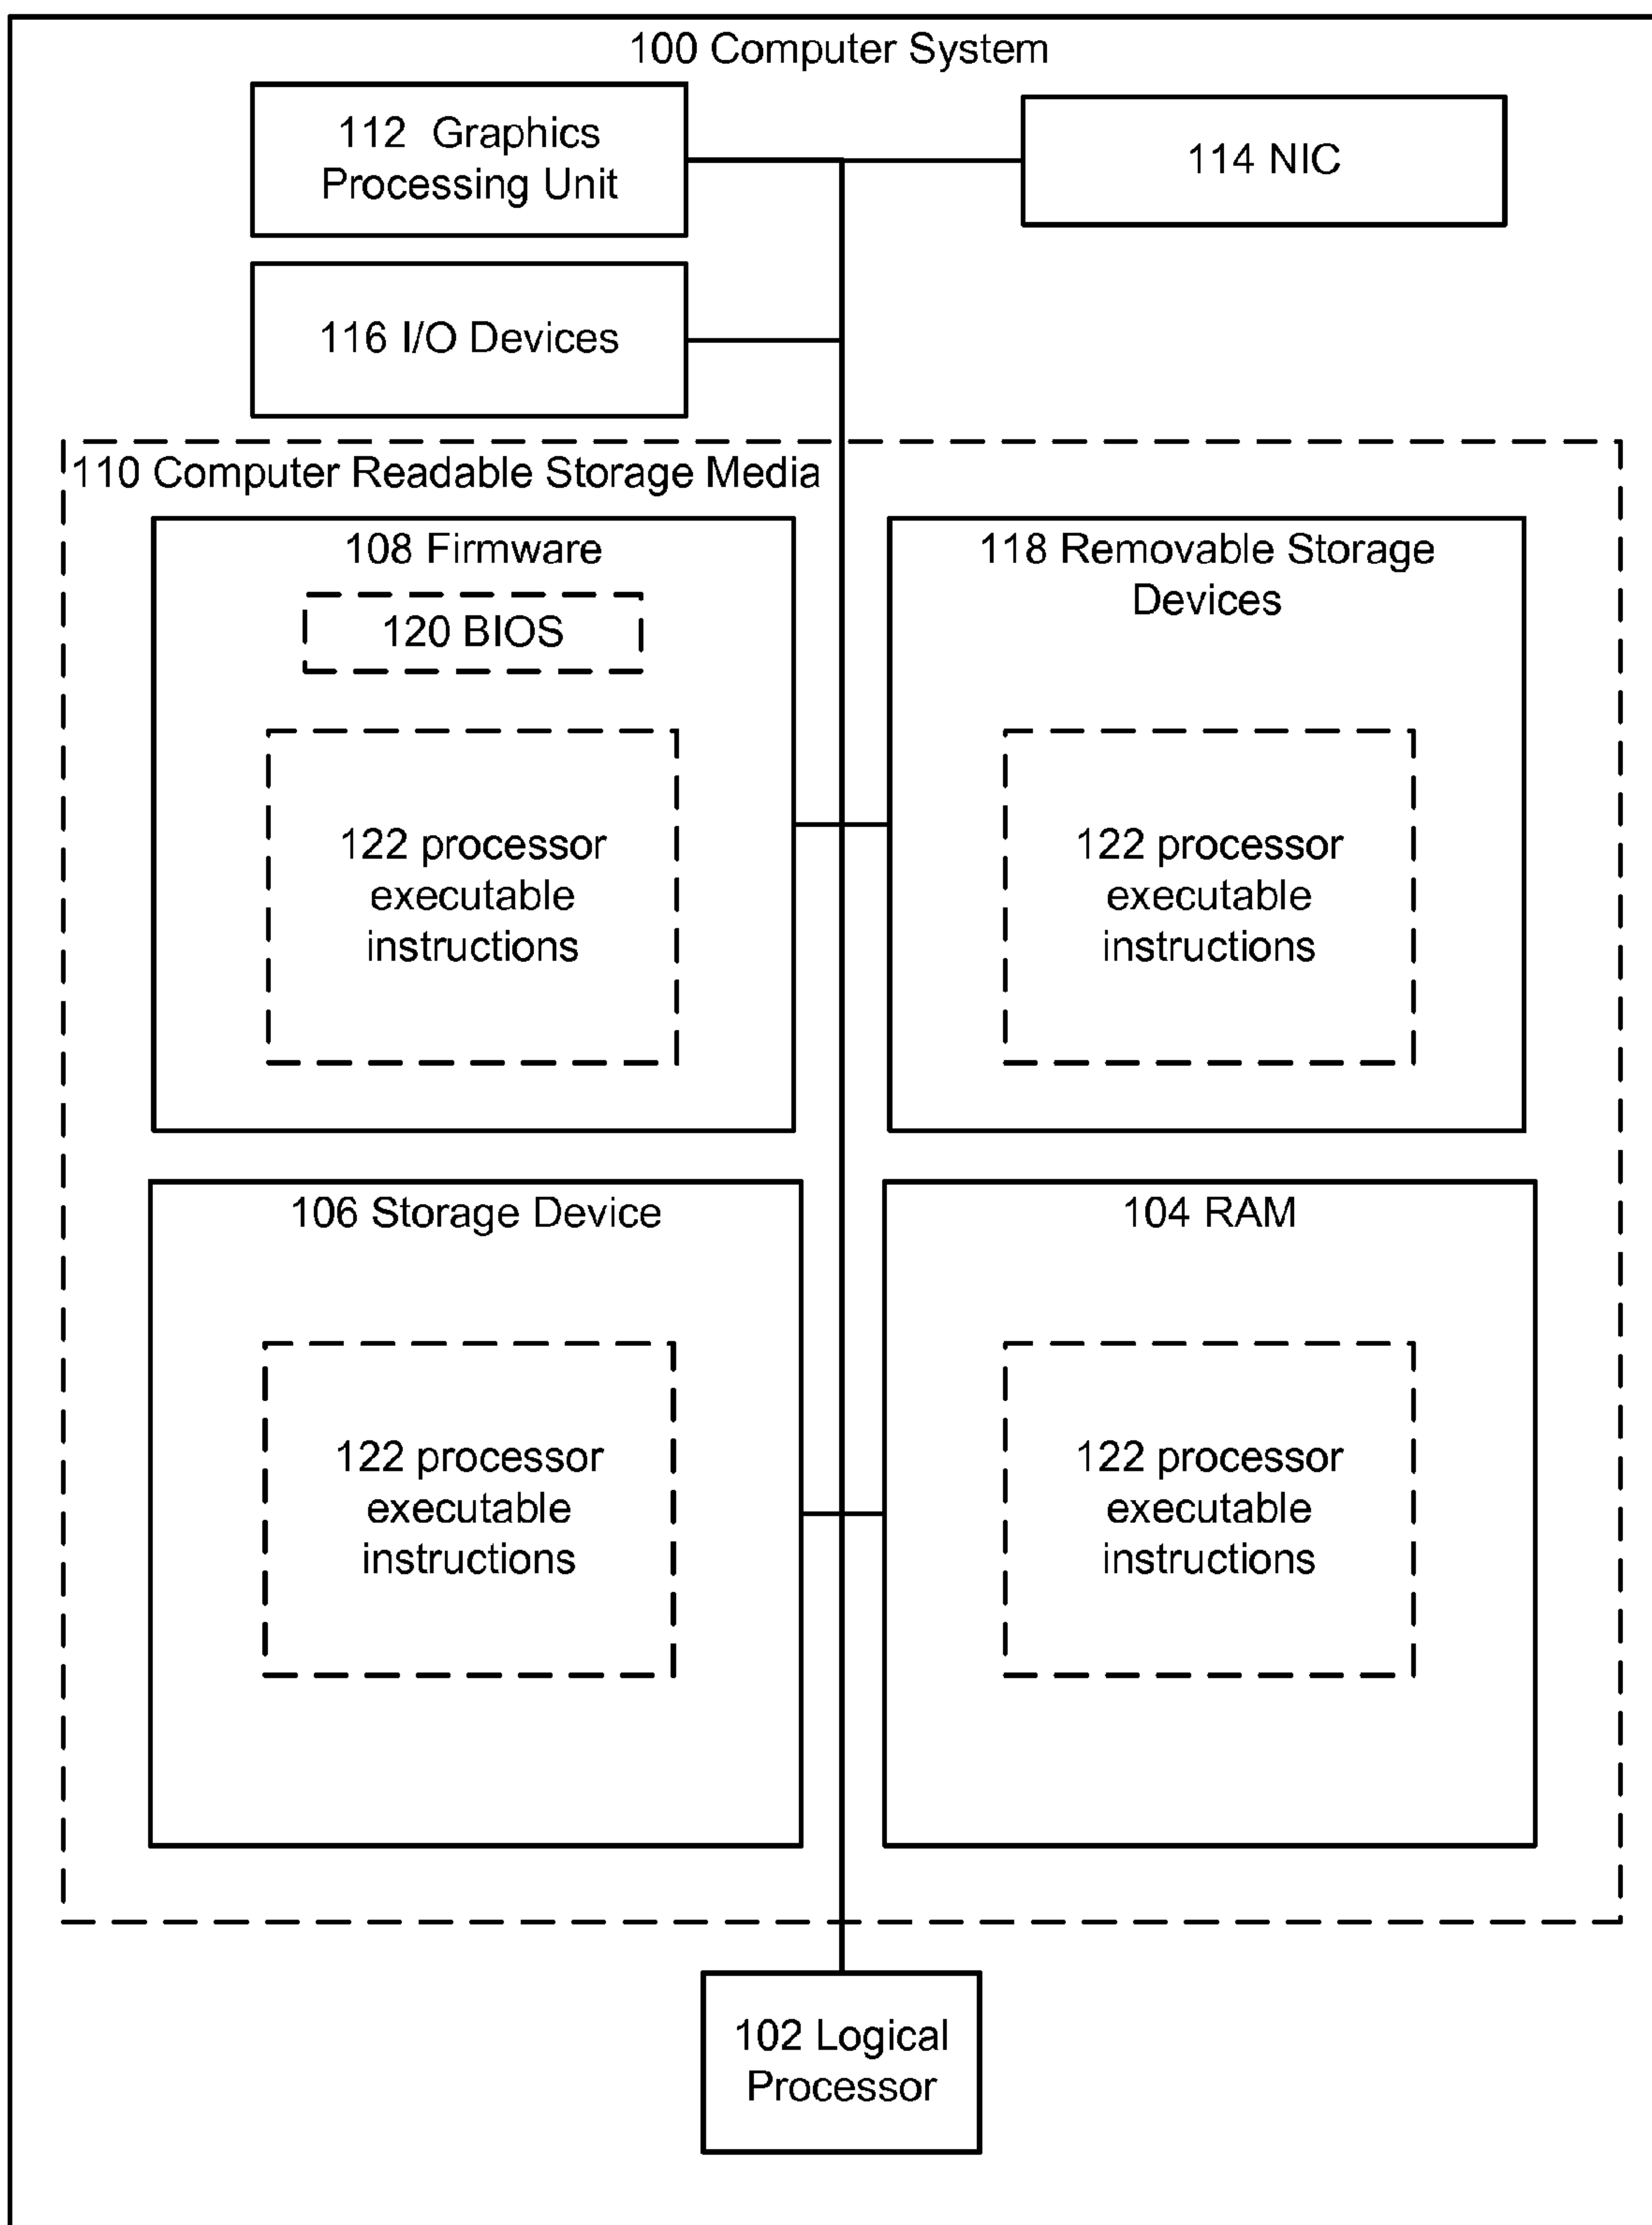 100 Computer System
112 Graphics
Processing Unit
114 NIC
116 I/O Devices
110 Computer Readable Storage Media
108 Firmware
120 BIOS
122 processor
executable
instructions
118 Removable Storage
Devices
122 processor
executable
instructions
106 Storage Device
122 processor
executable
instructions
104 RAM
122 processor
executable
instructions
102 Logical
Processor